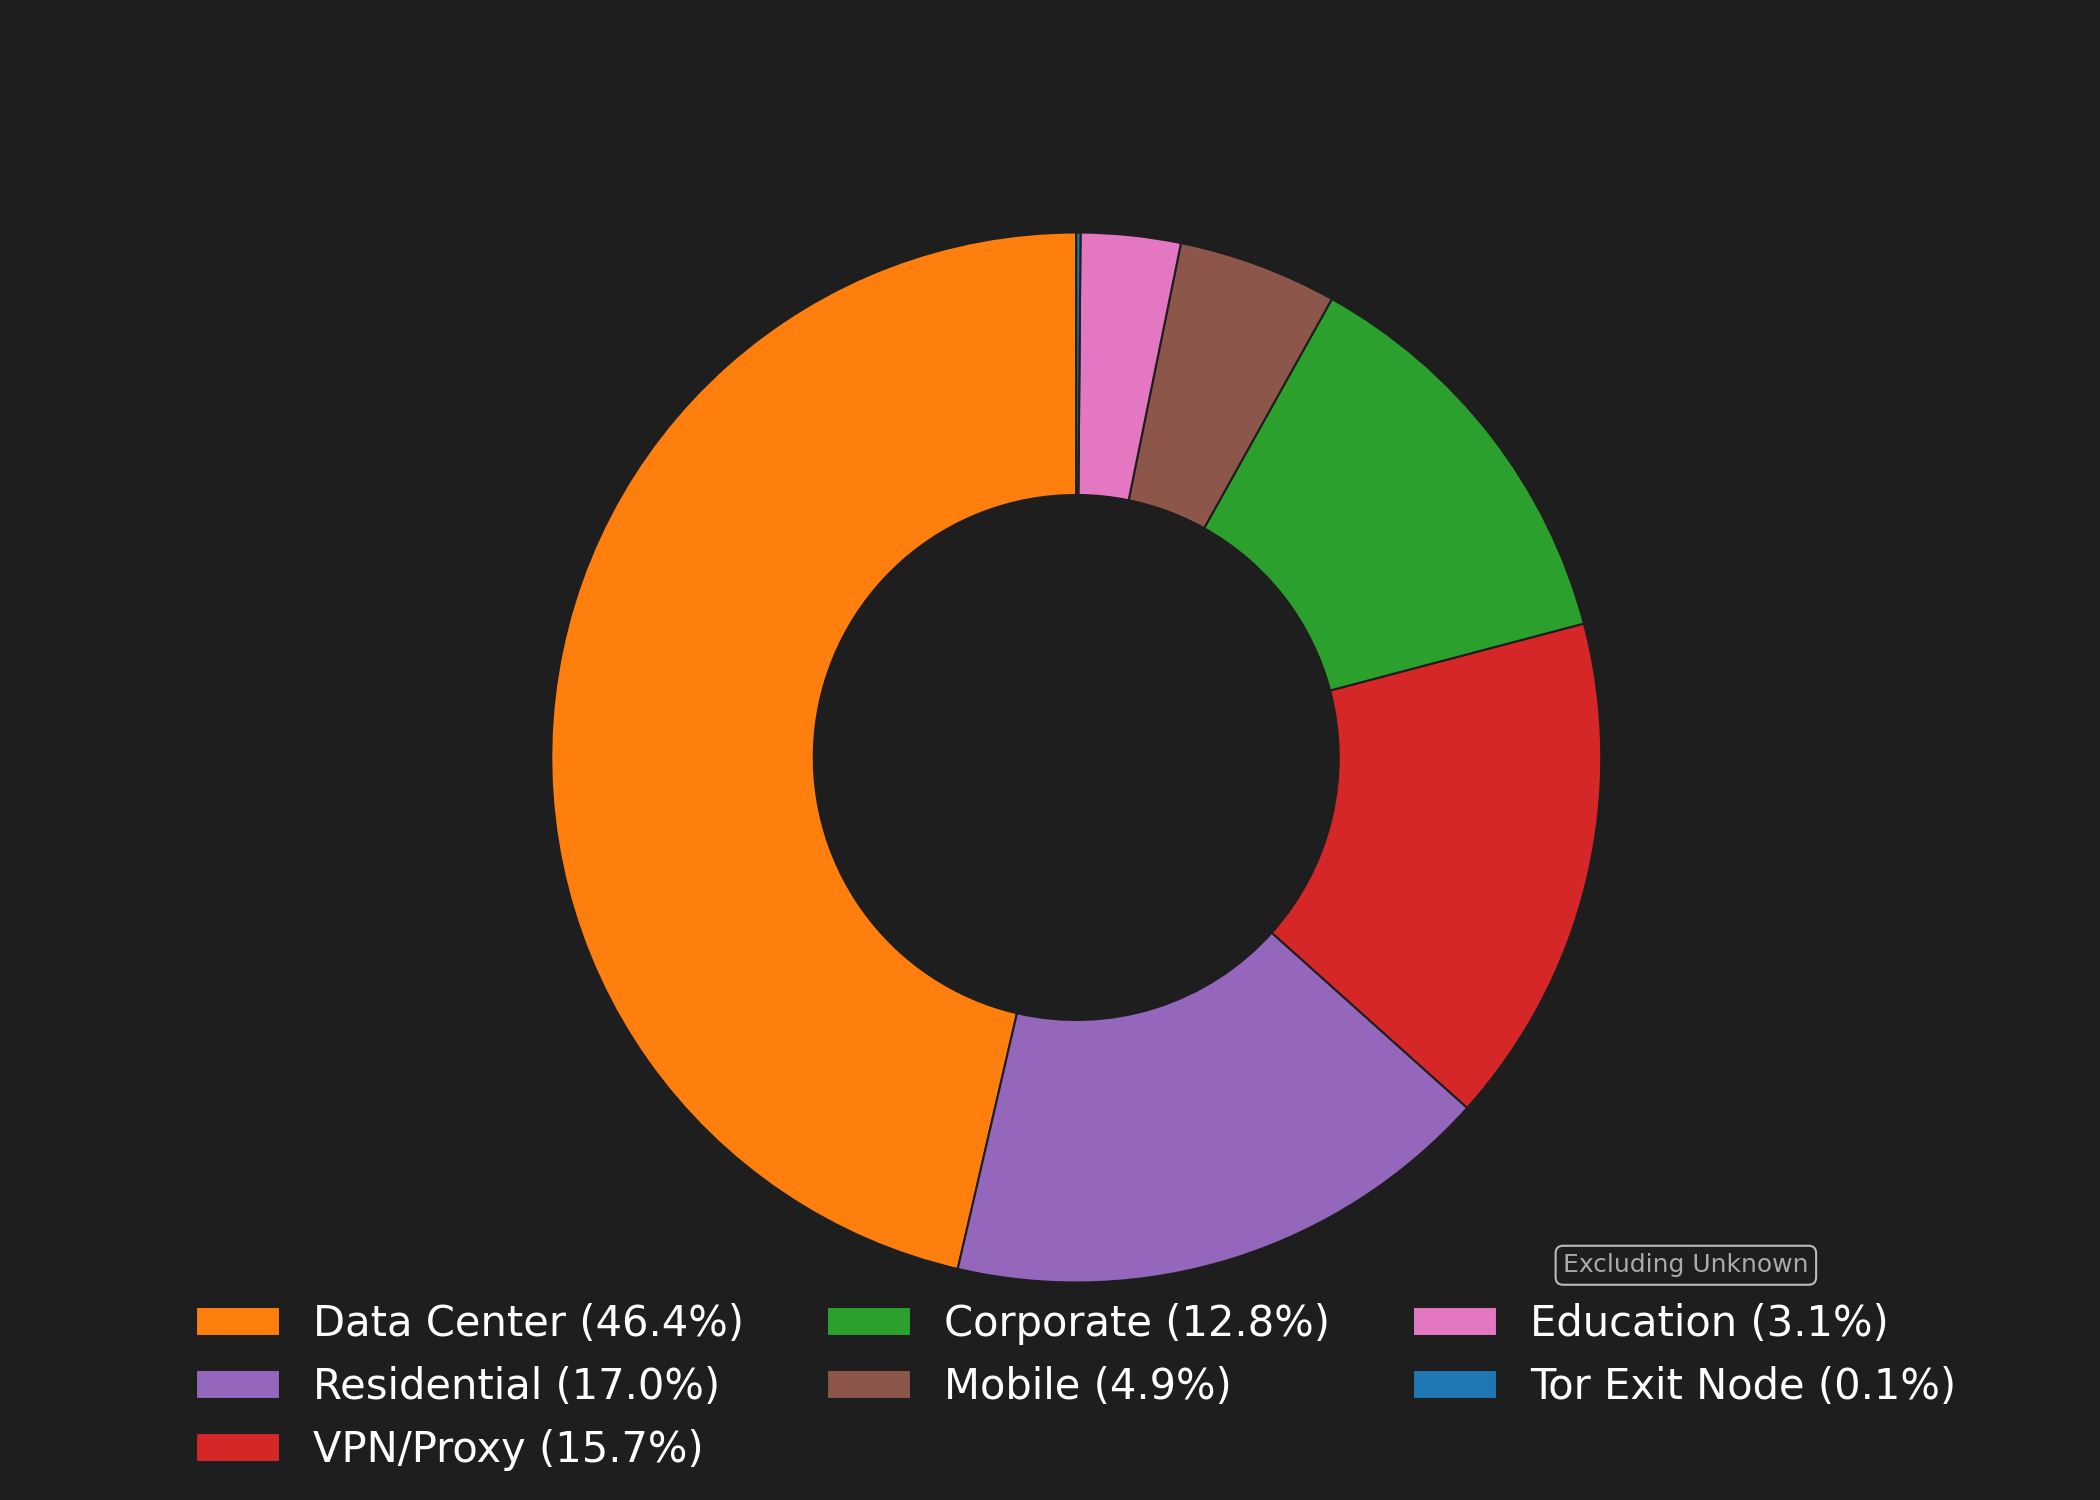 Excluding Unknown
Data Center (46.4%)
Residential (17.0%)
VPN/Proxy (15.7%)
Corporate (12.8%)
Mobile (4.9%)
Education (3.1%)
Tor Exit Node (0.1%)